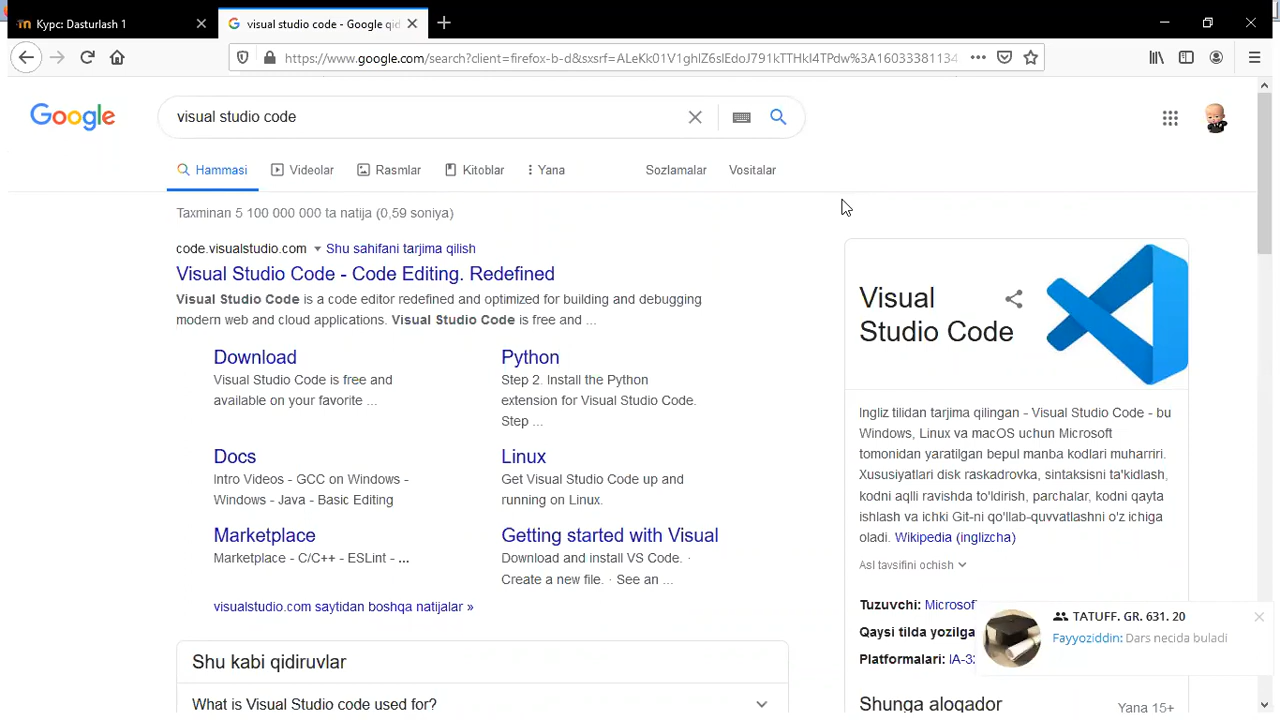 Курс: Dasturlash 1
visual studio code - Google qid
https://www.google.com/search?client=firefox-b-d&sxsrf=ALeKk01V1ghlZ6slEdoJ791kTTHkI4TPdw%3A16033381134
Google
visual studio code
Hammasi
Videolar
Rasmlar
Kitoblar
Yana
Sozlamalar
Vositalar
Taxminan 5 100 000 000 ta natija (0,59 soniya)
code.visualstudio.com Shu sahifani tarjima qilish
Visual Studio Code - Code Editing. Redefined
Visual Studio Code is a code editor redefined and optimized for building and debugging
modern web and cloud applications. Visual Studio Code is free and ...
Download
Visual Studio Code is free and
available on your favorite ...
Python
Step 2. Install the Python
extension for Visual Studio Code.
Step ...
Docs
Intro Videos - GCC on Windows -
Windows - Java - Basic Editing
Linux
Get Visual Studio Code up and
running on Linux.
Marketplace
Marketplace - C/C++ - ESLint - ...
Getting started with Visual
Download and install VS Code. ·
Create a new file. · See an ...
visualstudio.com saytidan boshqa natijalar »
Shu kabi qidiruvlar
What is Visual Studio code used for?
Visual
Studio Code
Ingliz tilidan tarjima qilingan - Visual Studio Code - bu
Windows, Linux va macOS uchun Microsoft
tomonidan yaratilgan bepul manba kodlari muharriri.
Xususiyatlari disk raskadrovka, sintaksisni ta'kidlash,
kodni aqlli ravishda to'ldirish, parchalar, kodni qayta
ishlash va ichki Git-ni qo'llab-quvvatlashni o'z ichiga
oladi. Wikipedia (inglizcha)
Asl tavsifini ochish
Tuzuvchi: Microsof
Qaysi tilda yozilga
Platformalari: IA-32
Shunga aloqador
Yana 15+
TATUFF. GR. 631. 20
Fayyoziddin: Dars necida buladi